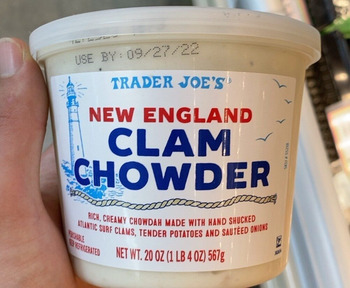 USE BY: 09/27/22
TRADER JOE'S
NEW ENGLAND
CLAM
CHOWDER
RICH, CREAMY CHOWDAH MADE WITH HAND SHUCKED
ATLANTIC SURF CLAMS, TENDER POTATOES AND SAUTÉED ONIONS
REFRIGERATED
NET WT. 20 OZ (1 LB 4 OZ) 567g